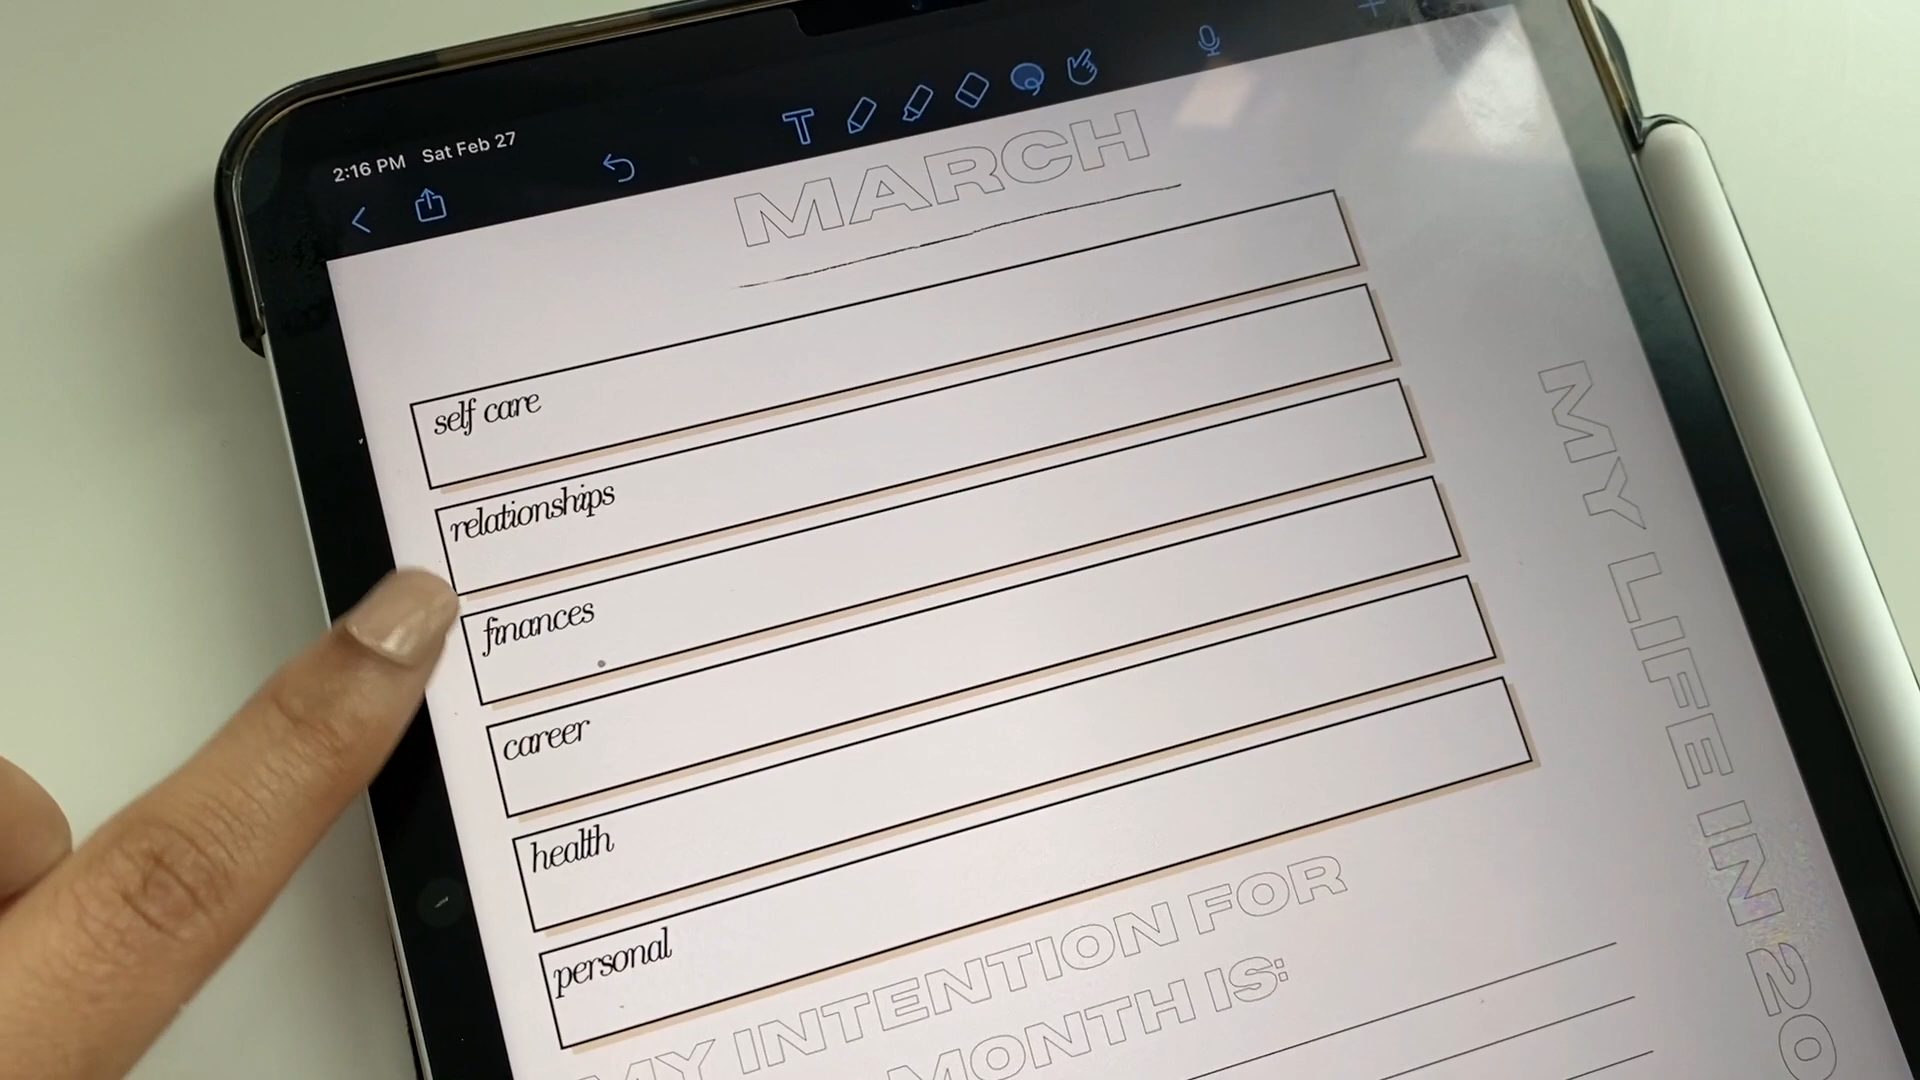 2:16 PM Sat Feb 27
MARCH
self care
relationships
finances
career
health
personal
MY INTENTION FOR
MONTH IS:
MY LIFE IN 20